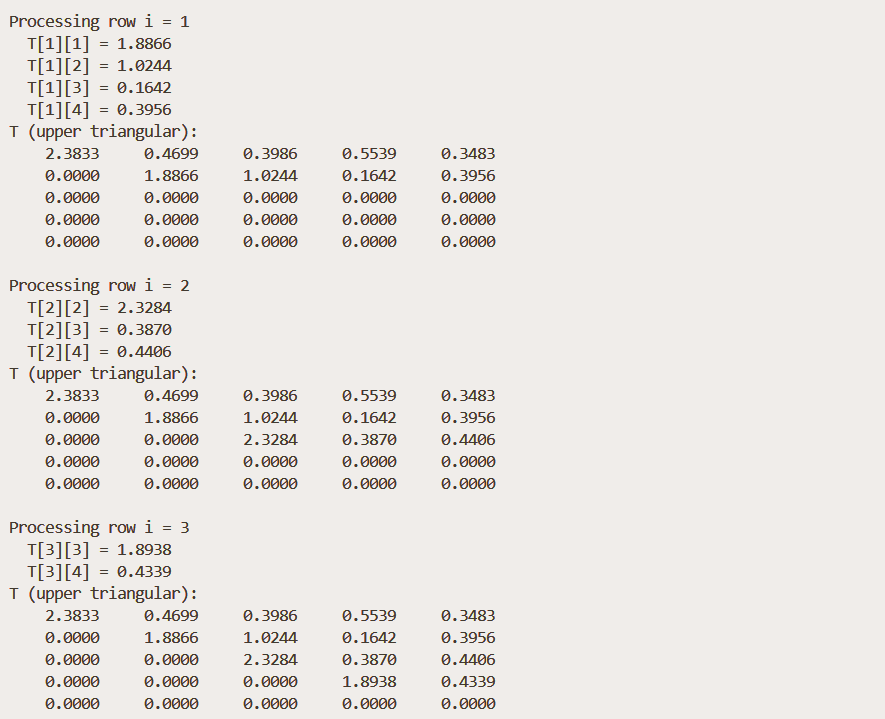 Processing row i = 1
  T[1][1] = 1.8866
  T[1][2] = 1.0244
  T[1][3] = 0.1642
  T[1][4] = 0.3956
T (upper triangular):
    2.3833     0.4699     0.3986     0.5539     0.3483
    0.0000     1.8866     1.0244     0.1642     0.3956
    0.0000     0.0000     0.0000     0.0000     0.0000
    0.0000     0.0000     0.0000     0.0000     0.0000
    0.0000     0.0000     0.0000     0.0000     0.0000

Processing row i = 2
  T[2][2] = 2.3284
  T[2][3] = 0.3870
  T[2][4] = 0.4406
T (upper triangular):
    2.3833     0.4699     0.3986     0.5539     0.3483
    0.0000     1.8866     1.0244     0.1642     0.3956
    0.0000     0.0000     2.3284     0.3870     0.4406
    0.0000     0.0000     0.0000     0.0000     0.0000
    0.0000     0.0000     0.0000     0.0000     0.0000

Processing row i = 3
  T[3][3] = 1.8938
  T[3][4] = 0.4339
T (upper triangular):
    2.3833     0.4699     0.3986     0.5539     0.3483
    0.0000     1.8866     1.0244     0.1642     0.3956
    0.0000     0.0000     2.3284     0.3870     0.4406
    0.0000     0.0000     0.0000     1.8938     0.4339
    0.0000     0.0000     0.0000     0.0000     0.0000